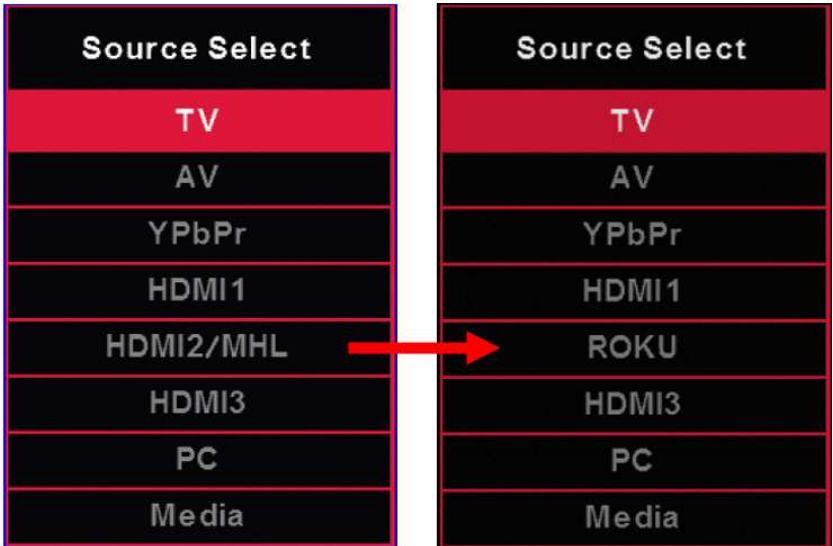 Source Select
TV
AV
YPbPr
HDMI1
HDMI2/MHL
HDMI3
PC
Media
Source Select
TV
AV
YPbPr
HDMI1
ROKU
HDMI3
PC
Media